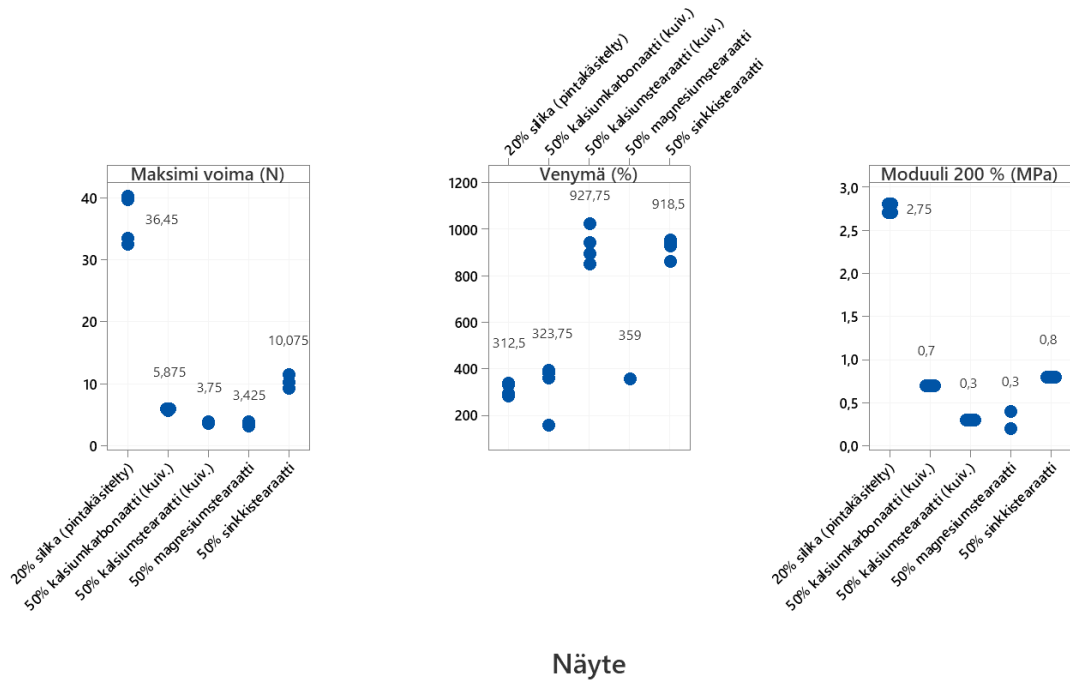 20% silika (pintakäsitelty)
50% kalsiumkarbonaatti (kuiv.)
50% kalsiumstearaatti (kuiv.)
50% magnesiumstearaatti
50% sinkkistearaatti
Maksimi voima (N)
40
30
20
10
0
36,45
5,875
3,75
3,425
10,075
20% silika (pintakäsitelty)
50% kalsiumkarbonaatti (kuiv.)
50% kalsiumstearaatti (kuiv.)
50% magnesiumstearaatti
50% sinkkistearaatti
Venymä (%)
1200
1000
800
600
400
200
312,5
323,75
927,75
359
918,5
Moduuli 200 % (MPa)
3,0
2,5
2,0
1,5
1,0
0,5
0,0
2,75
0,7
0,3
0,3
0,8
20% silika (pintakäsitelty)
50% kalsiumkarbonaatti (kuiv.)
50% kalsiumstearaatti (kuiv.)
50% magnesiumstearaatti
50% sinkkistearaatti
Näyte